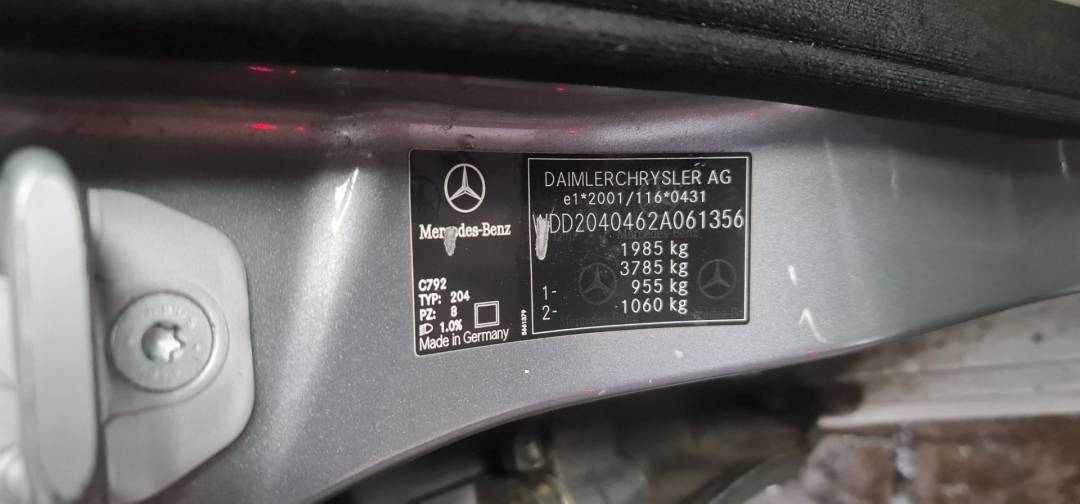 Mercedes-Benz
C792
TYP: 204
PZ: 8
1.0%
Made in Germany
5661379
DAIMLERCHRYSLER AG
e1*2001/116*0431
WDD2040462A061356
1985 kg
3785 kg
1- 955 kg
2- 1060 kg